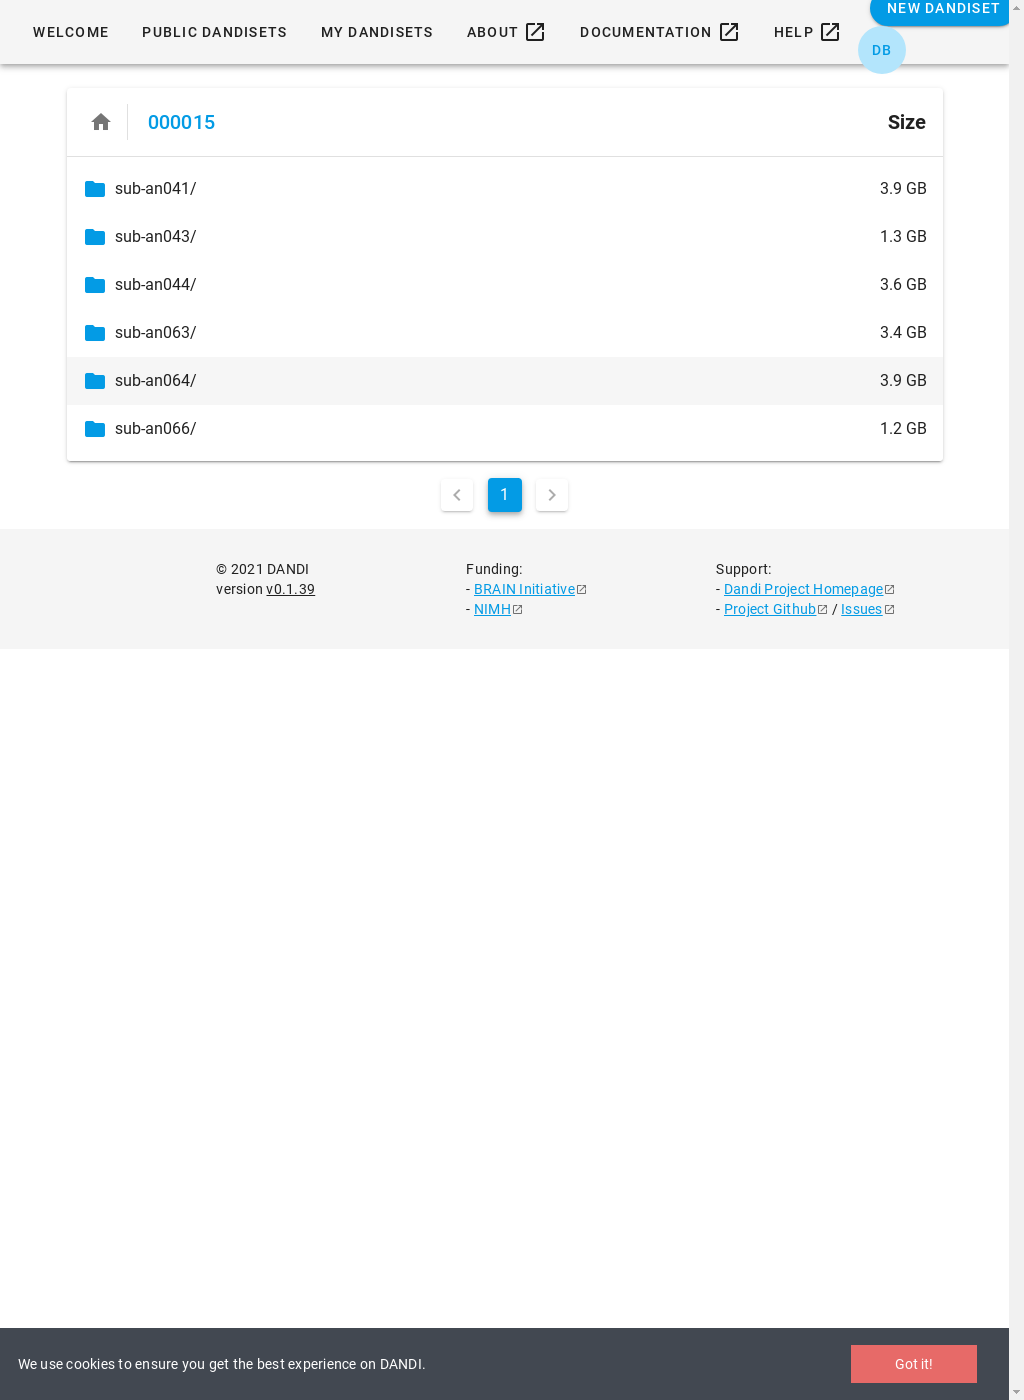 NEW DANDISET
WELCOME PUBLIC DANDISETS MY DANDISETS ABOUT DOCUMENTATION HELP
DB
000015 Size
sub-an041/ 3.9 GB
sub-an043/ 1.3 GB
sub-an044/ 3.6 GB
sub-an063/ 3.4 GB
sub-an064/ 3.9 GB
sub-an066/ 1.2 GB
1
© 2021 DANDI
version v0.1.39
Funding:
- BRAIN Initiative
- NIMH
Support:
- Dandi Project Homepage
- Project Github / Issues
We use cookies to ensure you get the best experience on DANDI.
Got it!